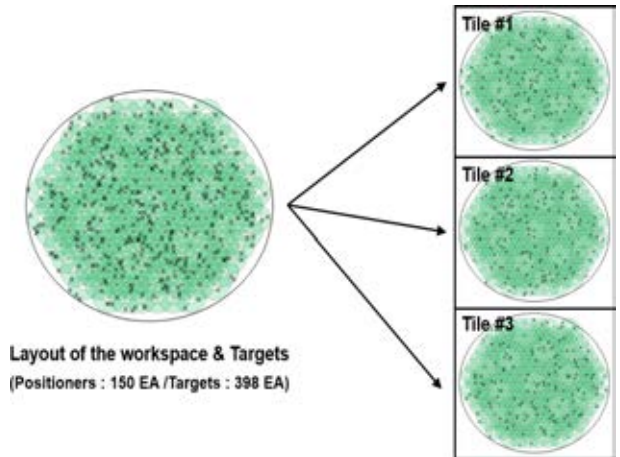 Tile #1
Tile #2
Tile #3
Layout of the workspace & Targets
(Positioners : 150 EA /Targets : 398 EA)